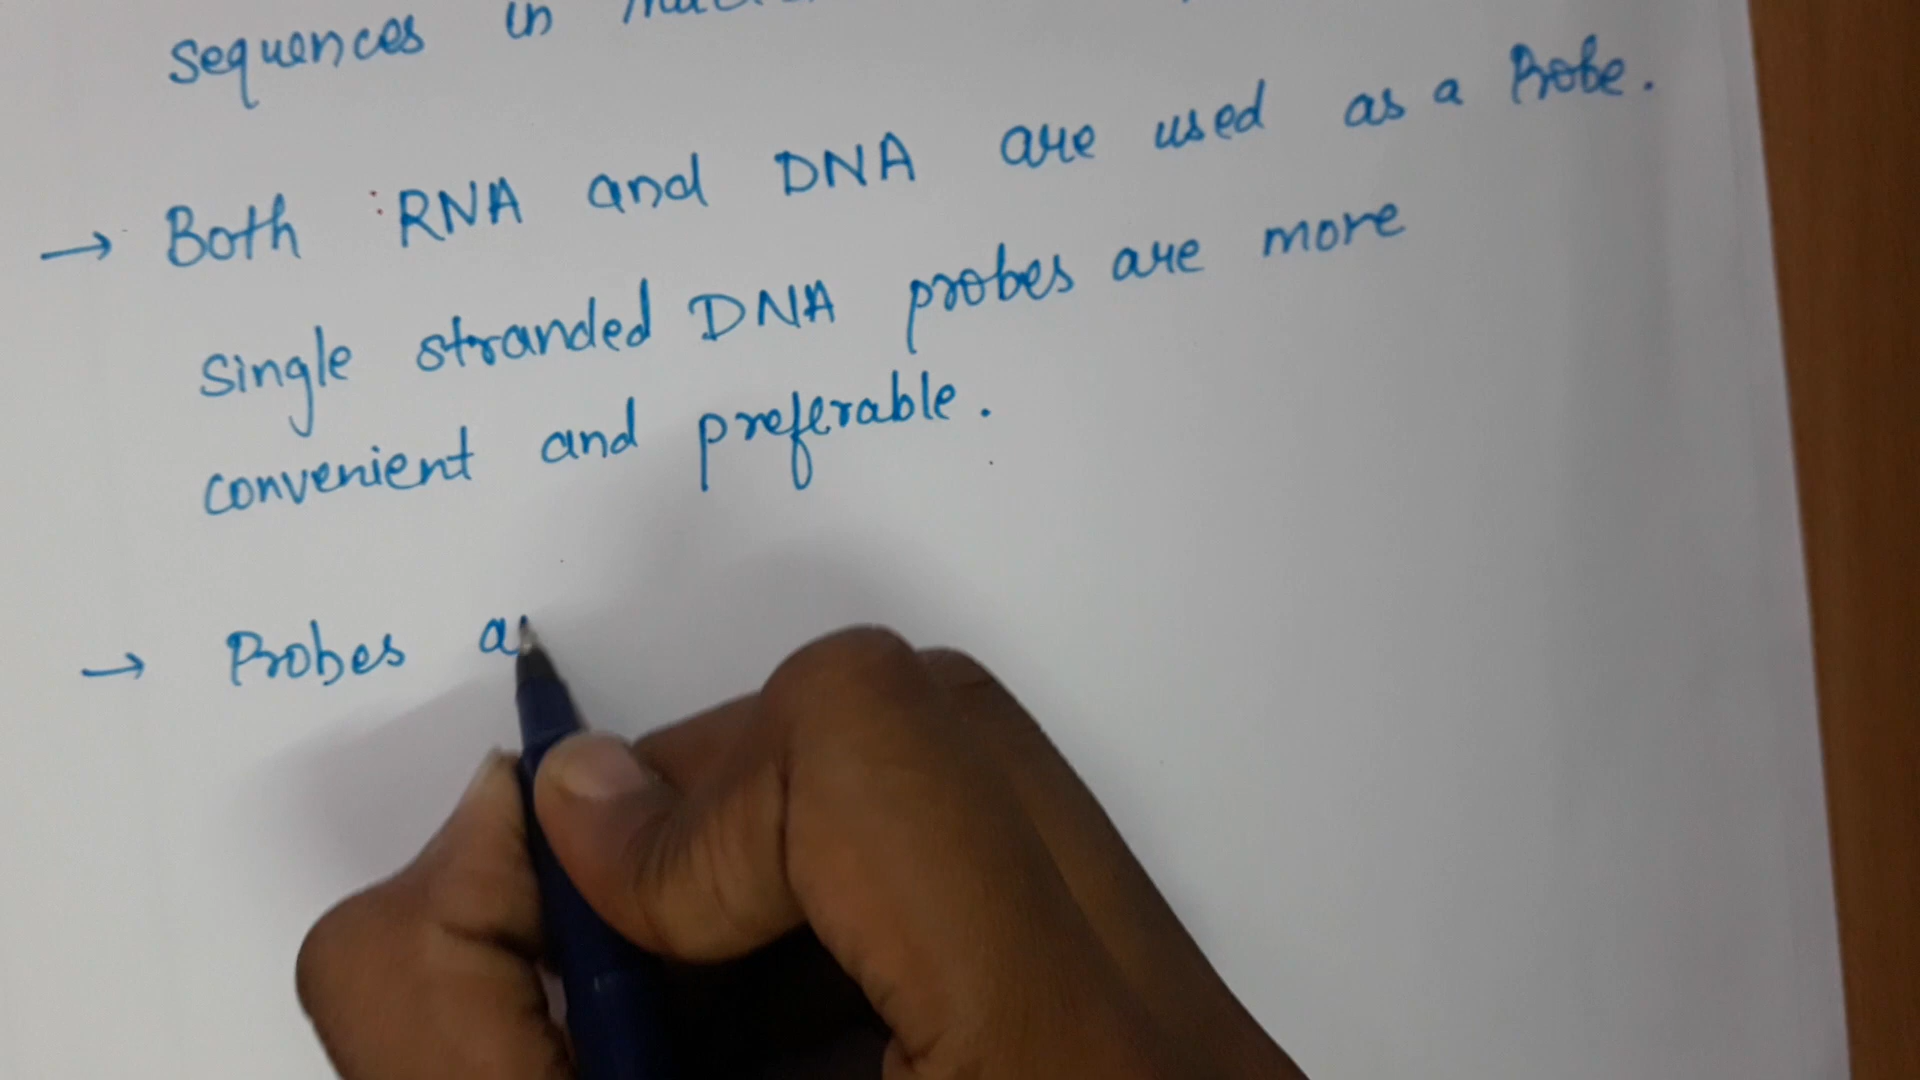 sequences in
→ Both RNA and DNA are used as a Probe.
single stranded DNA probes are more
convenient and preferable.
→ Probes